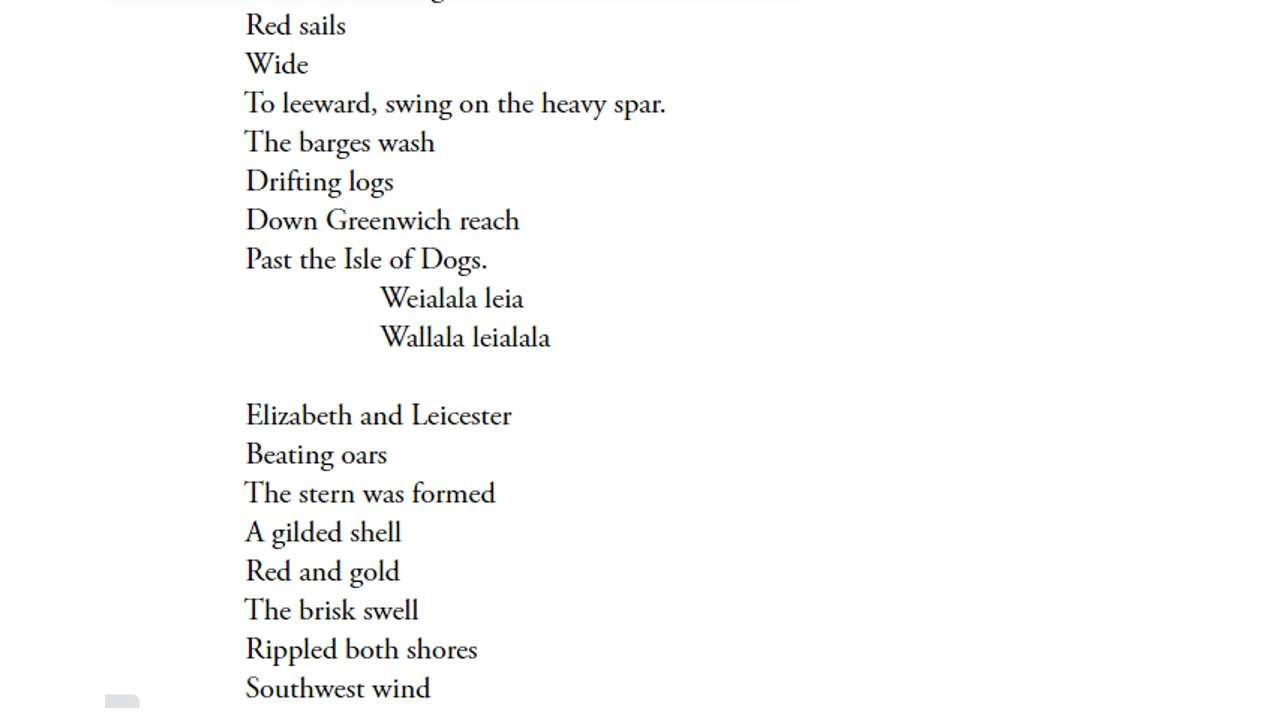 Red sails
Wide
To leeward, swing on the heavy spar.
The barges wash
Drifting logs
Down Greenwich reach
Past the Isle of Dogs.
Weialala leia
Wallala leialala
Elizabeth and Leicester
Beating oars
The stern was formed
A gilded shell
Red and gold
The brisk swell
Rippled both shores
Southwest wind